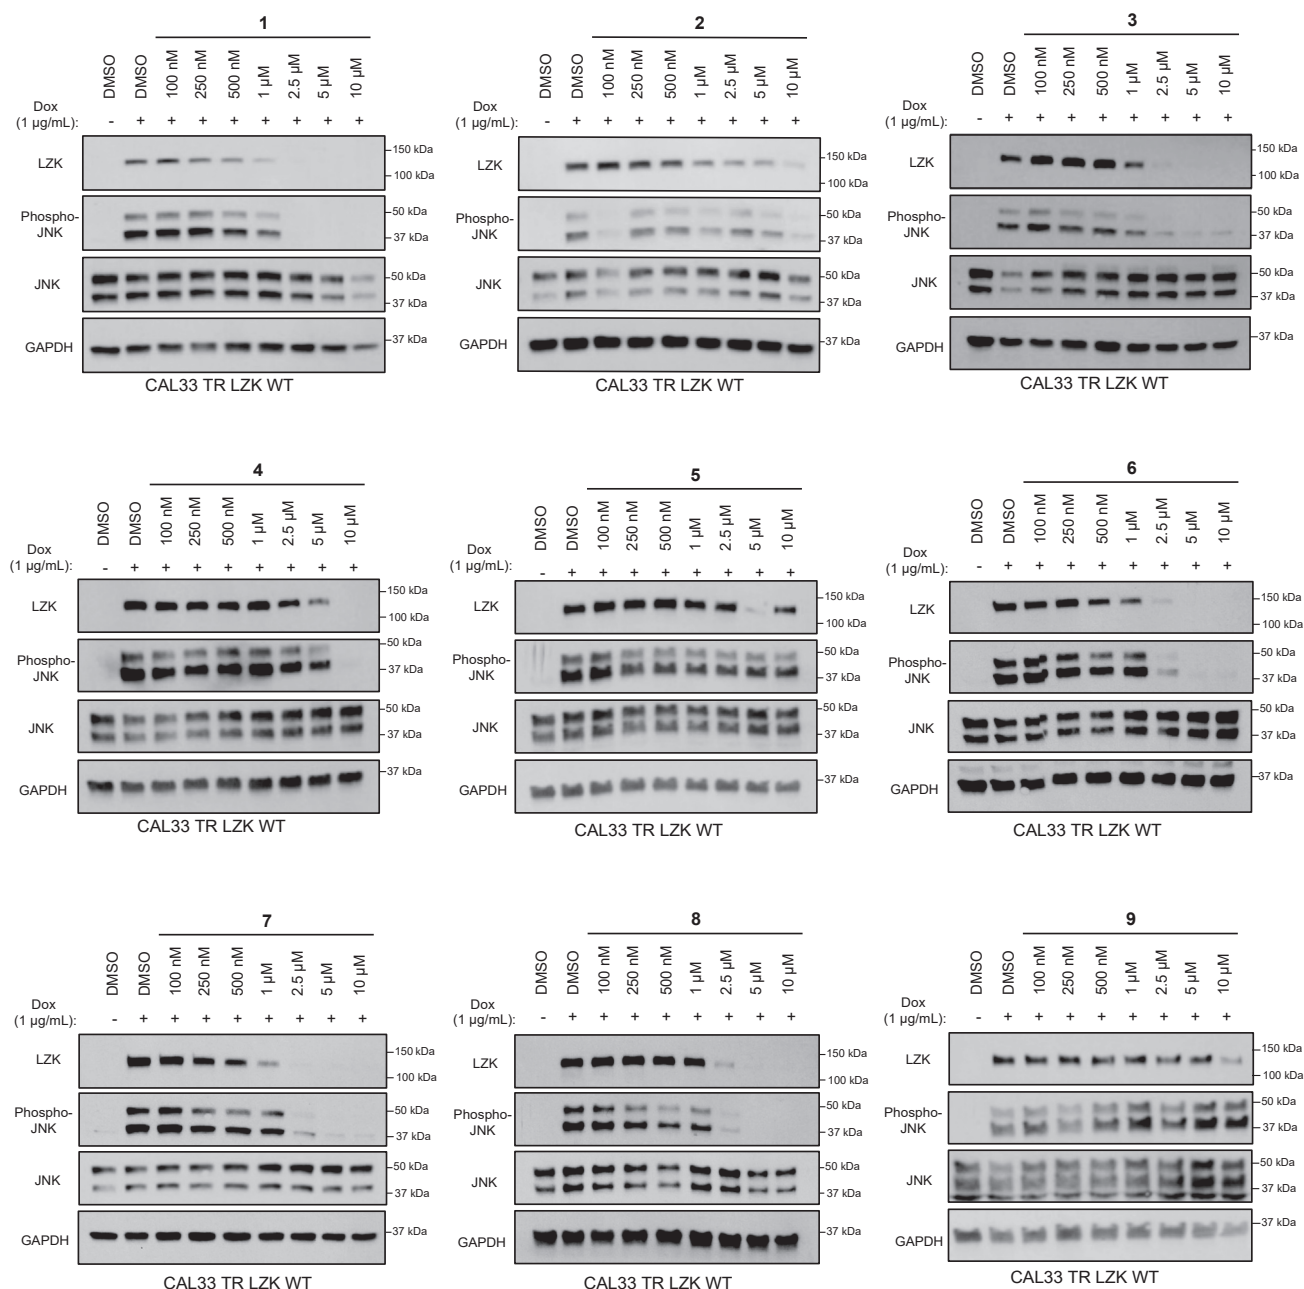 1
DMSO DMSO 100 nM 250 nM 500 nM 1 µM 2.5 µM 5 µM 10 µM
Dox
(1 µg/mL): - + + + + + + + +
LZK
150 kDa
100 kDa
Phospho-
JNK
50 kDa
37 kDa
JNK
50 kDa
37 kDa
GAPDH
37 kDa
CAL33 TR LZK WT
2
DMSO DMSO 100 nM 250 nM 500 nM 1 µM 2.5 µM 5 µM 10 µM
Dox
(1 µg/mL): - + + + + + + + +
LZK
150 kDa
100 kDa
Phospho-
JNK
50 kDa
37 kDa
JNK
50 kDa
37 kDa
GAPDH
37 kDa
CAL33 TR LZK WT
3
DMSO DMSO 100 nM 250 nM 500 nM 1 µM 2.5 µM 5 µM 10 µM
Dox
(1 µg/mL): - + + + + + + + +
LZK
150 kDa
100 kDa
Phospho-
JNK
50 kDa
37 kDa
JNK
50 kDa
37 kDa
GAPDH
37 kDa
CAL33 TR LZK WT
4
DMSO DMSO 100 nM 250 nM 500 nM 1 µM 2.5 µM 5 µM 10 µM
Dox
(1 µg/mL): - + + + + + + + +
LZK
150 kDa
100 kDa
Phospho-
JNK
50 kDa
37 kDa
JNK
50 kDa
37 kDa
GAPDH
37 kDa
CAL33 TR LZK WT
5
DMSO DMSO 100 nM 250 nM 500 nM 1 µM 2.5 µM 5 µM 10 µM
Dox
(1 µg/mL): - + + + + + + + +
LZK
150 kDa
100 kDa
Phospho-
JNK
50 kDa
37 kDa
JNK
50 kDa
37 kDa
GAPDH
37 kDa
CAL33 TR LZK WT
6
DMSO DMSO 100 nM 250 nM 500 nM 1 µM 2.5 µM 5 µM 10 µM
Dox
(1 µg/mL): - + + + + + + + +
LZK
150 kDa
100 kDa
Phospho-
JNK
50 kDa
37 kDa
JNK
50 kDa
37 kDa
GAPDH
37 kDa
CAL33 TR LZK WT
7
DMSO DMSO 100 nM 250 nM 500 nM 1 µM 2.5 µM 5 µM 10 µM
Dox
(1 µg/mL): - + + + + + + + +
LZK
150 kDa
100 kDa
Phospho-
JNK
50 kDa
37 kDa
JNK
50 kDa
37 kDa
GAPDH
37 kDa
CAL33 TR LZK WT
8
DMSO DMSO 100 nM 250 nM 500 nM 1 µM 2.5 µM 5 µM 10 µM
Dox
(1 µg/mL): - + + + + + + + +
LZK
150 kDa
100 kDa
Phospho-
JNK
50 kDa
37 kDa
JNK
50 kDa
37 kDa
GAPDH
37 kDa
CAL33 TR LZK WT
9
DMSO DMSO 100 nM 250 nM 500 nM 1 µM 2.5 µM 5 µM 10 µM
Dox
(1 µg/mL): - + + + + + + + +
LZK
150 kDa
100 kDa
Phospho-
JNK
50 kDa
37 kDa
JNK
50 kDa
37 kDa
GAPDH
37 kDa
CAL33 TR LZK WT